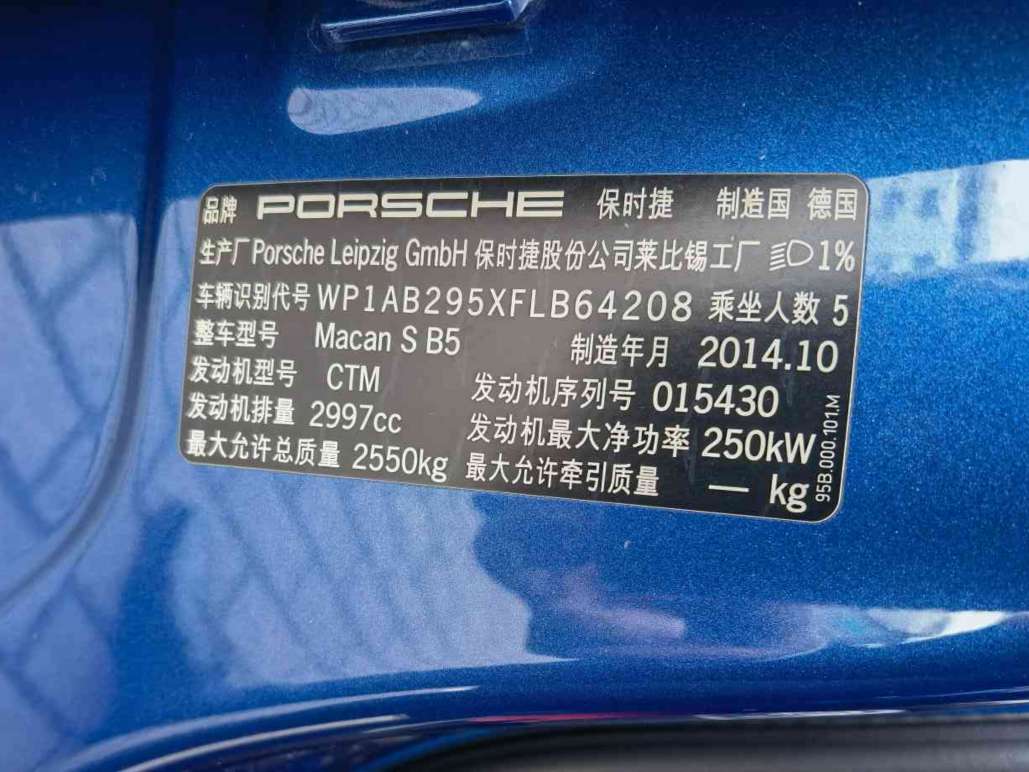 品牌 PORSCHE 保时捷 制造国 德国
生产厂 Porsche Leipzig GmbH 保时捷股份公司莱比锡工厂 1%
车辆识别代号 WP1AB295XFLB64208 乘坐人数 5
整车型号 Macan S B5 制造年月 2014.10
发动机型号 CTM 发动机序列号 015430
发动机排量 2997cc 发动机最大净功率 250kW
最大允许总质量 2550kg 最大允许牵引质量 — kg
95B.000.101.M